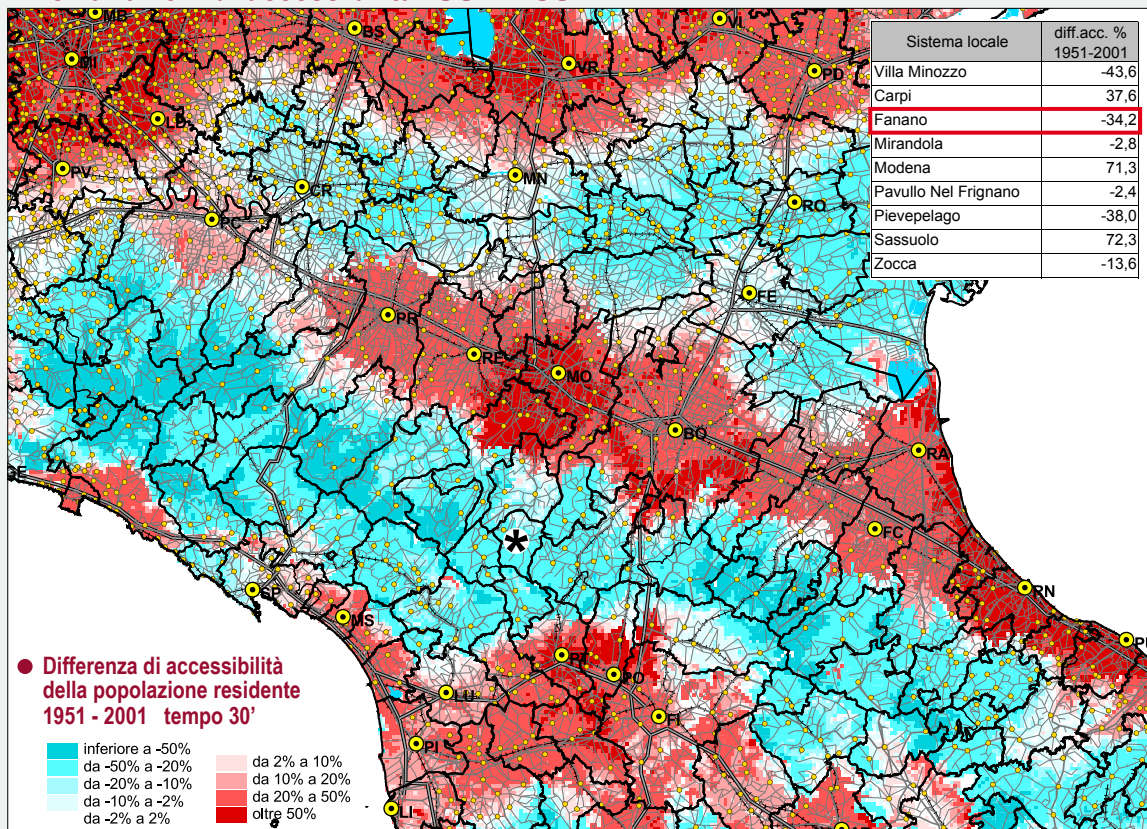 MB
BS
VI
MI
VR
PD
LD
PV
CR
MN
RO
FE
PR
RE
MO
BO
RA
FC
SP
MS
RN
LU
PO
FI
PI
LI
*
Sistema locale diff.acc. % 1951-2001
Villa Minozzo -43,6
Carpi 37,6
Fanano -34,2
Mirandola -2,8
Modena 71,3
Pavullo Nel Frignano -2,4
Pievepelago -38,0
Sassuolo 72,3
Zocca -13,6
Differenza di accessibilità
della popolazione residente
1951 - 2001 tempo 30'
inferiore a -50%
da -50% a -20%
da -20% a -10%
da -10% a -2%
da -2% a 2%
da 2% a 10%
da 10% a 20%
da 20% a 50%
oltre 50%